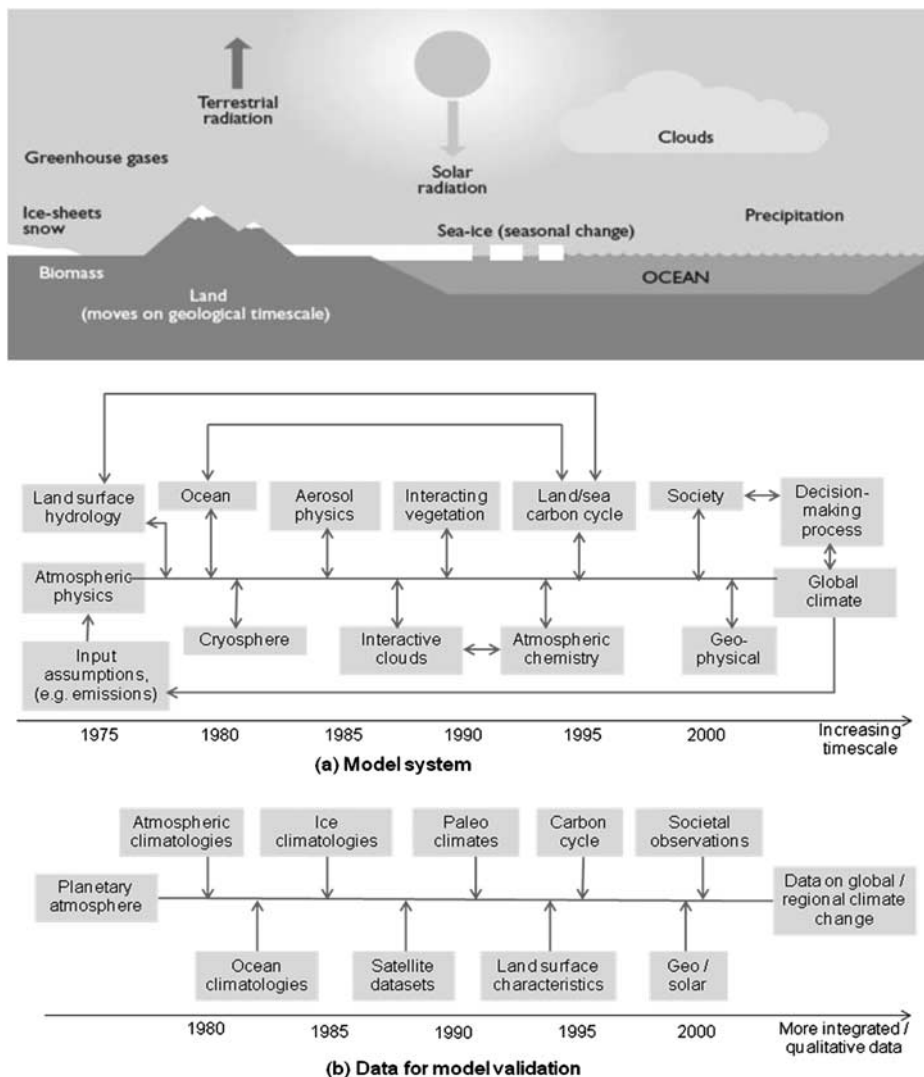 Terrestrial
radiation
Greenhouse gases
Solar
radiation
Clouds
Ice-sheets
snow
Sea-ice (seasonal change)
Precipitation
Biomass
Land
(moves on geological timescale)
OCEAN
Land surface
hydrology
Ocean
Aerosol
physics
Interacting
vegetation
Land/sea
carbon cycle
Society
Decision-
making
process
Atmospheric
physics
Global
climate
Input
assumptions,
(e.g. emissions)
Cryosphere
Interactive
clouds
Atmospheric
chemistry
Geo-
physical
1975
1980
1985
1990
1995
2000
Increasing
timescale
(a) Model system
Atmospheric
climatologies
Ice
climatologies
Paleo
climates
Carbon
cycle
Societal
observations
Planetary
atmosphere
Data on global /
regional climate
change
Ocean
climatologies
Satellite
datasets
Land surface
characteristics
Geo /
solar
1980
1985
1990
1995
2000
More integrated /
qualitative data
(b) Data for model validation